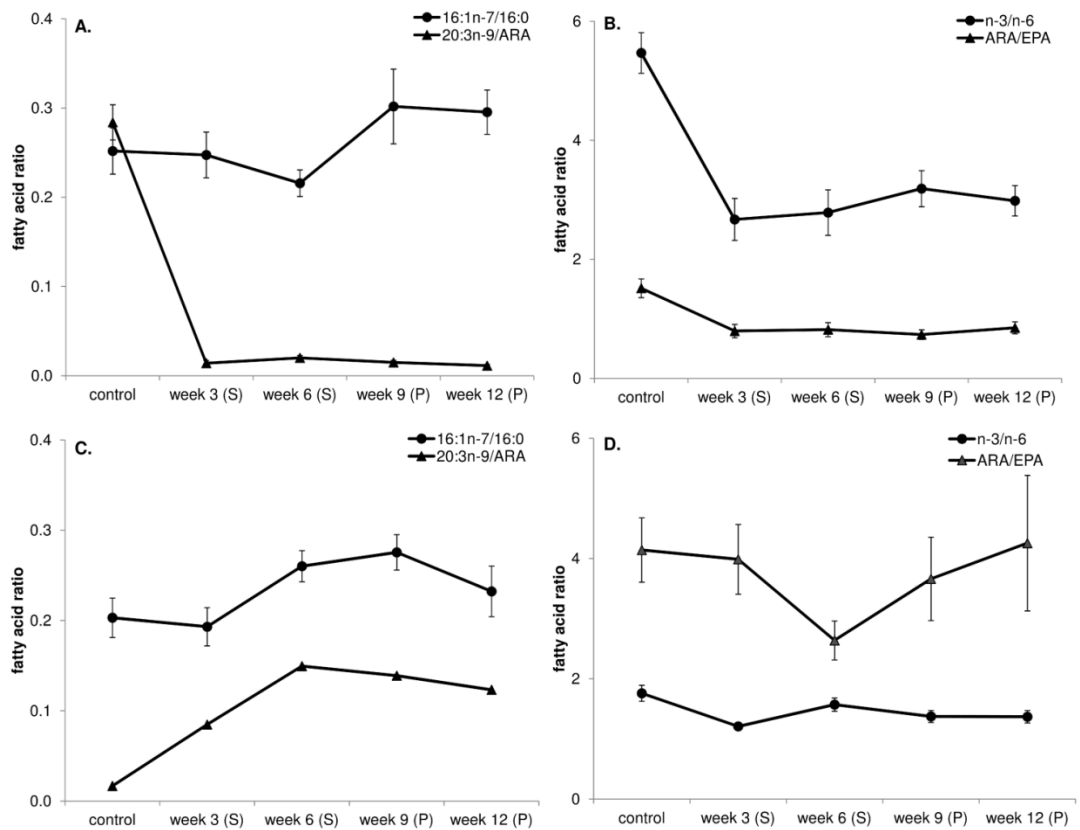 A.
16:1n-7/16:0
20:3n-9/ARA
fatty acid ratio
0.4
0.3
0.2
0.1
0.0
control week 3 (S) week 6 (S) week 9 (P) week 12 (P)
B.
n-3/n-6
ARA/EPA
fatty acid ratio
6
4
2
0
control week 3 (S) week 6 (S) week 9 (P) week 12 (P)
C.
16:1n-7/16:0
20:3n-9/ARA
fatty acid ratio
0.4
0.3
0.2
0.1
0.0
control week 3 (S) week 6 (S) week 9 (P) week 12 (P)
D.
n-3/n-6
ARA/EPA
fatty acid ratio
6
4
2
0
control week 3 (S) week 6 (S) week 9 (P) week 12 (P)